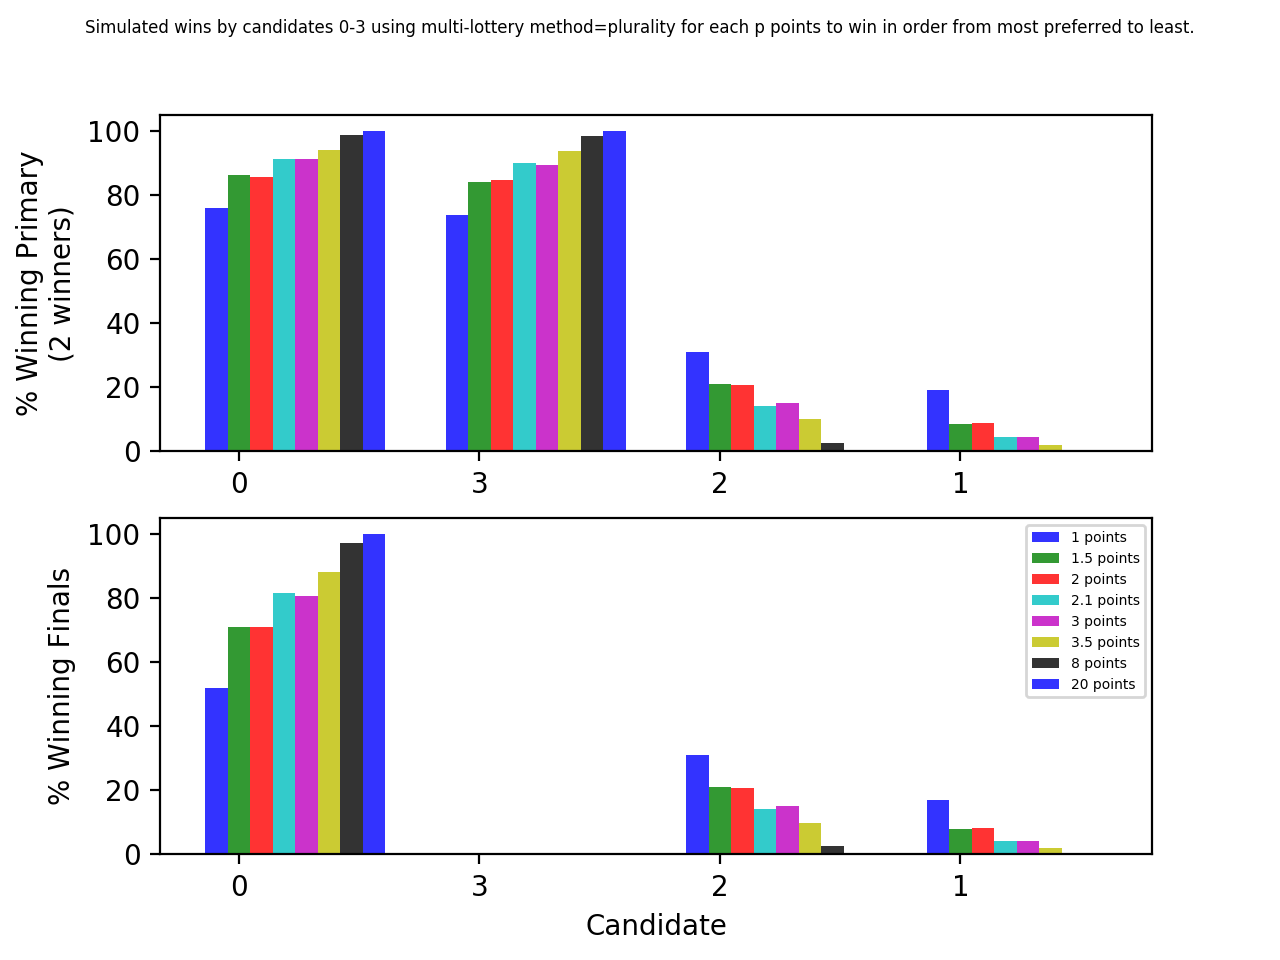 Simulated wins by candidates 0-3 using multi-lottery method=plurality for each p points to win in order from most preferred to least.
% Winning Primary
(2 winners)
100
80
60
40
20
0
0 3 2 1
% Winning Finals
100
80
60
40
20
0
1 points
1.5 points
2 points
2.1 points
3 points
3.5 points
8 points
20 points
0 3 2 1
Candidate